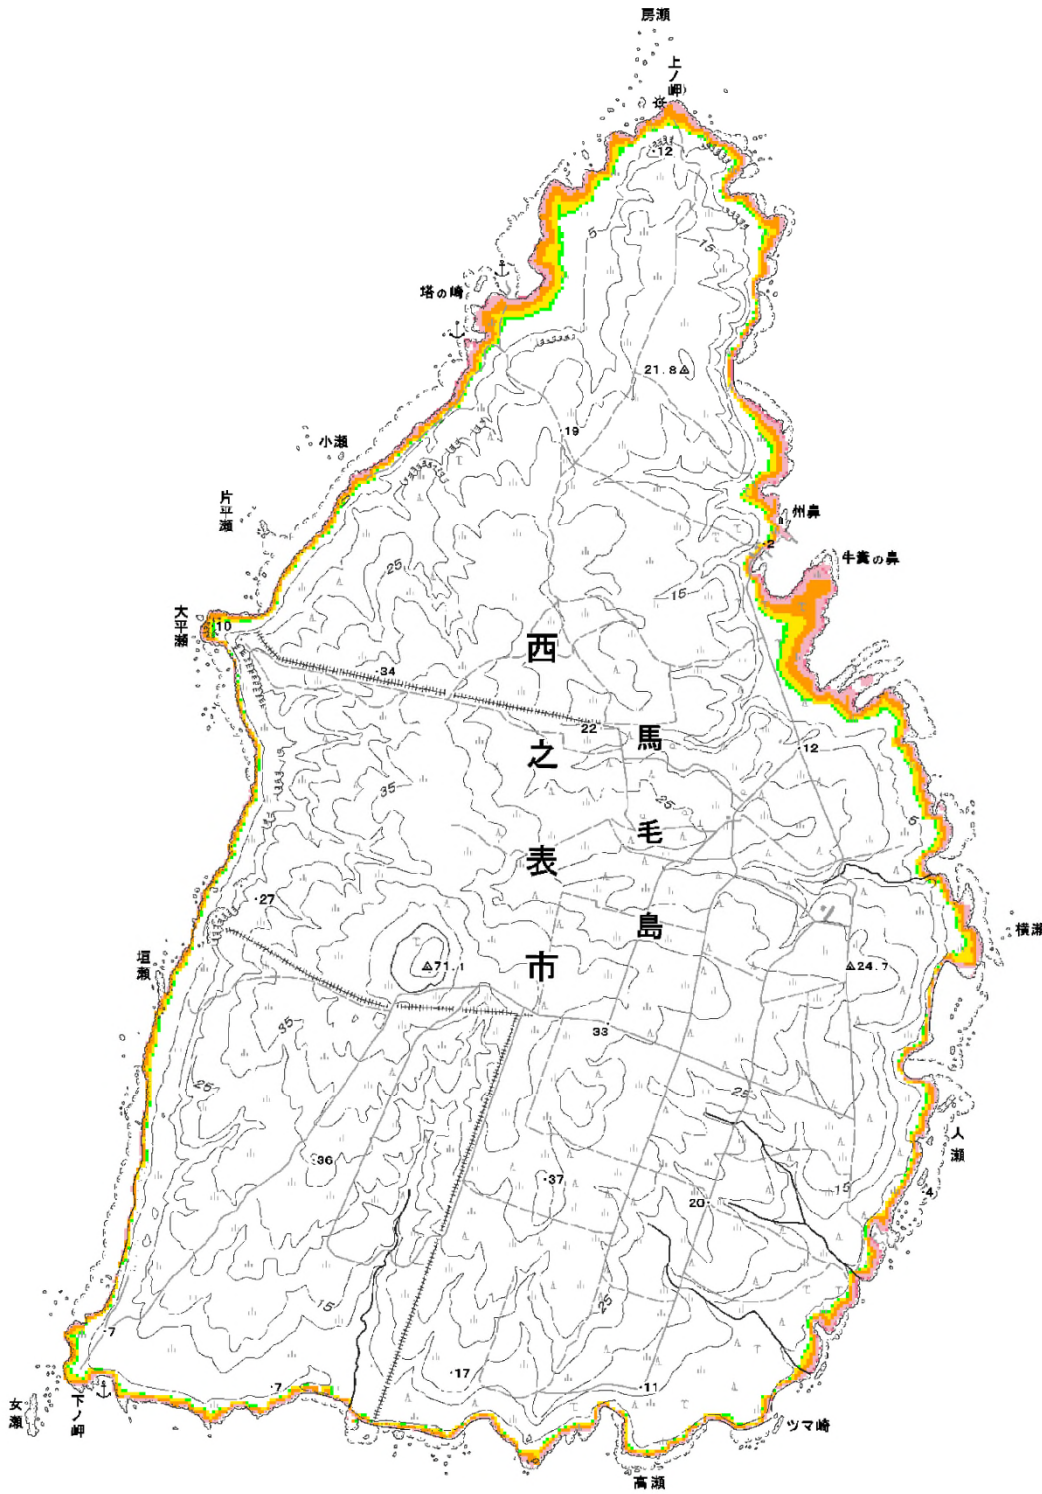 房瀬
上ノ岬
12
5
15
塔の崎
21.8
19
小瀬
片平瀬
州鼻
2
牛糞の鼻
25
15
大平瀬
10
西之表市
馬毛島
34
22
12
35
25
5
27
横瀬
垣瀬
71.1
24.7
35
33
25
25
人瀬
36
37
15
4
20
15
25
7
7
17
11
女瀬
下ノ岬
ツマ崎
高瀬